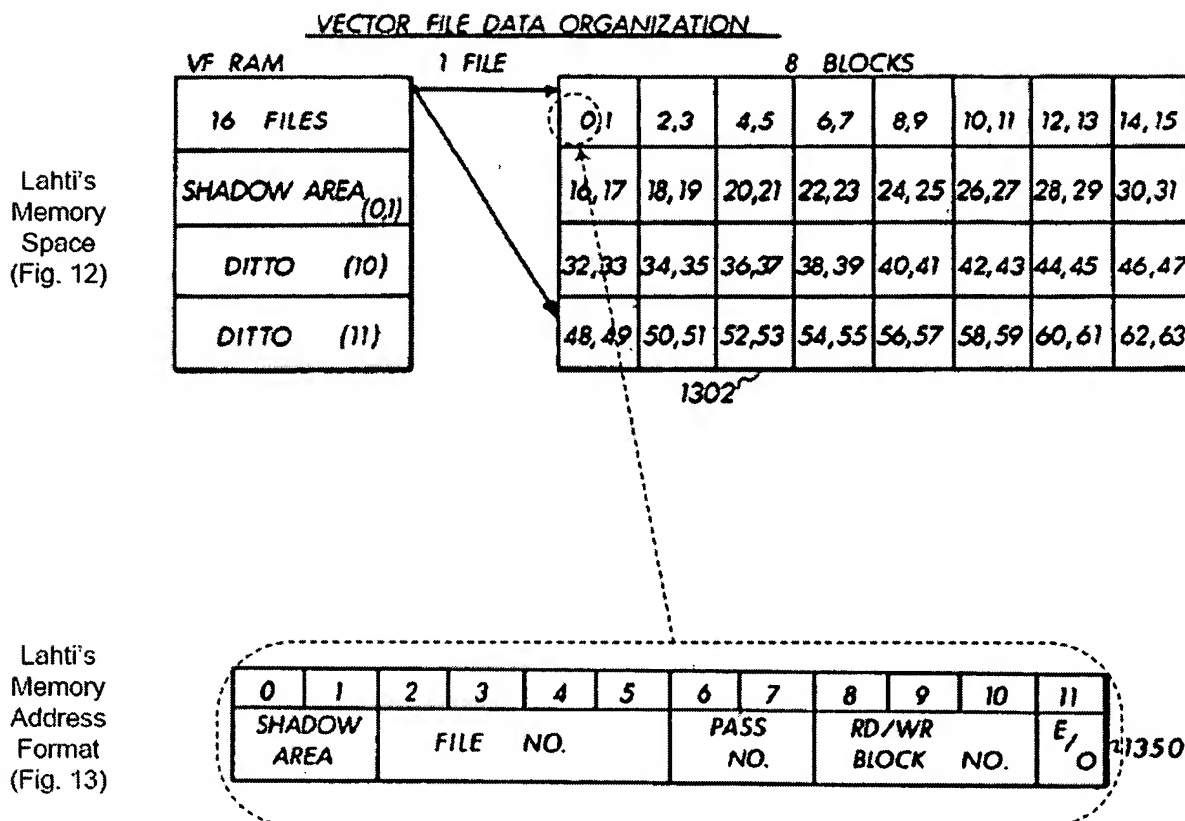 VECTOR FILE DATA ORGANIZATION
VF RAM 1 FILE 8 BLOCKS
16 FILES
SHADOW AREA (0,1)
DITTO (10)
DITTO (11)
0,1 2,3 4,5 6,7 8,9 10,11 12,13 14,15
16,17 18,19 20,21 22,23 24,25 26,27 28,29 30,31
32,33 34,35 36,37 38,39 40,41 42,43 44,45 46,47
48,49 50,51 52,53 54,55 56,57 58,59 60,61 62,63
1302
Lahti's
Memory
Space
(Fig. 12)
Lahti's
Memory
Address
Format
(Fig. 13)
0 1 2 3 4 5 6 7 8 9 10 11
SHADOW AREA
FILE NO.
PASS NO.
RD/WR BLOCK NO.
E/O
1350